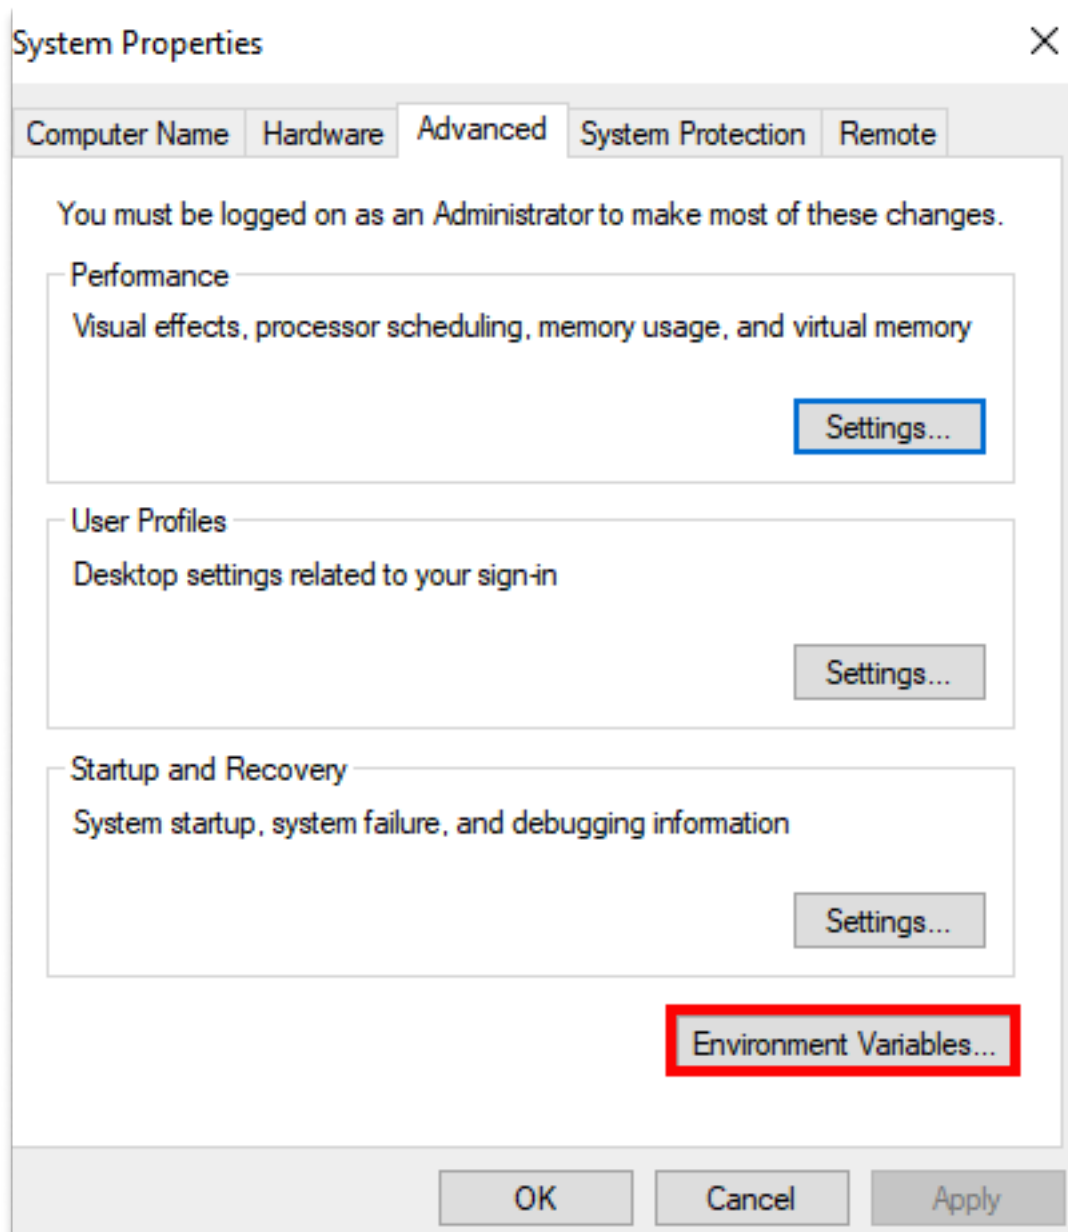 System Properties
Computer Name
Hardware
Advanced
System Protection
Remote
You must be logged on as an Administrator to make most of these changes.
Performance
Visual effects, processor scheduling, memory usage, and virtual memory
Settings...
User Profiles
Desktop settings related to your sign-in
Settings...
Startup and Recovery
System startup, system failure, and debugging information
Settings...
Environment Variables...
OK
Cancel
Apply